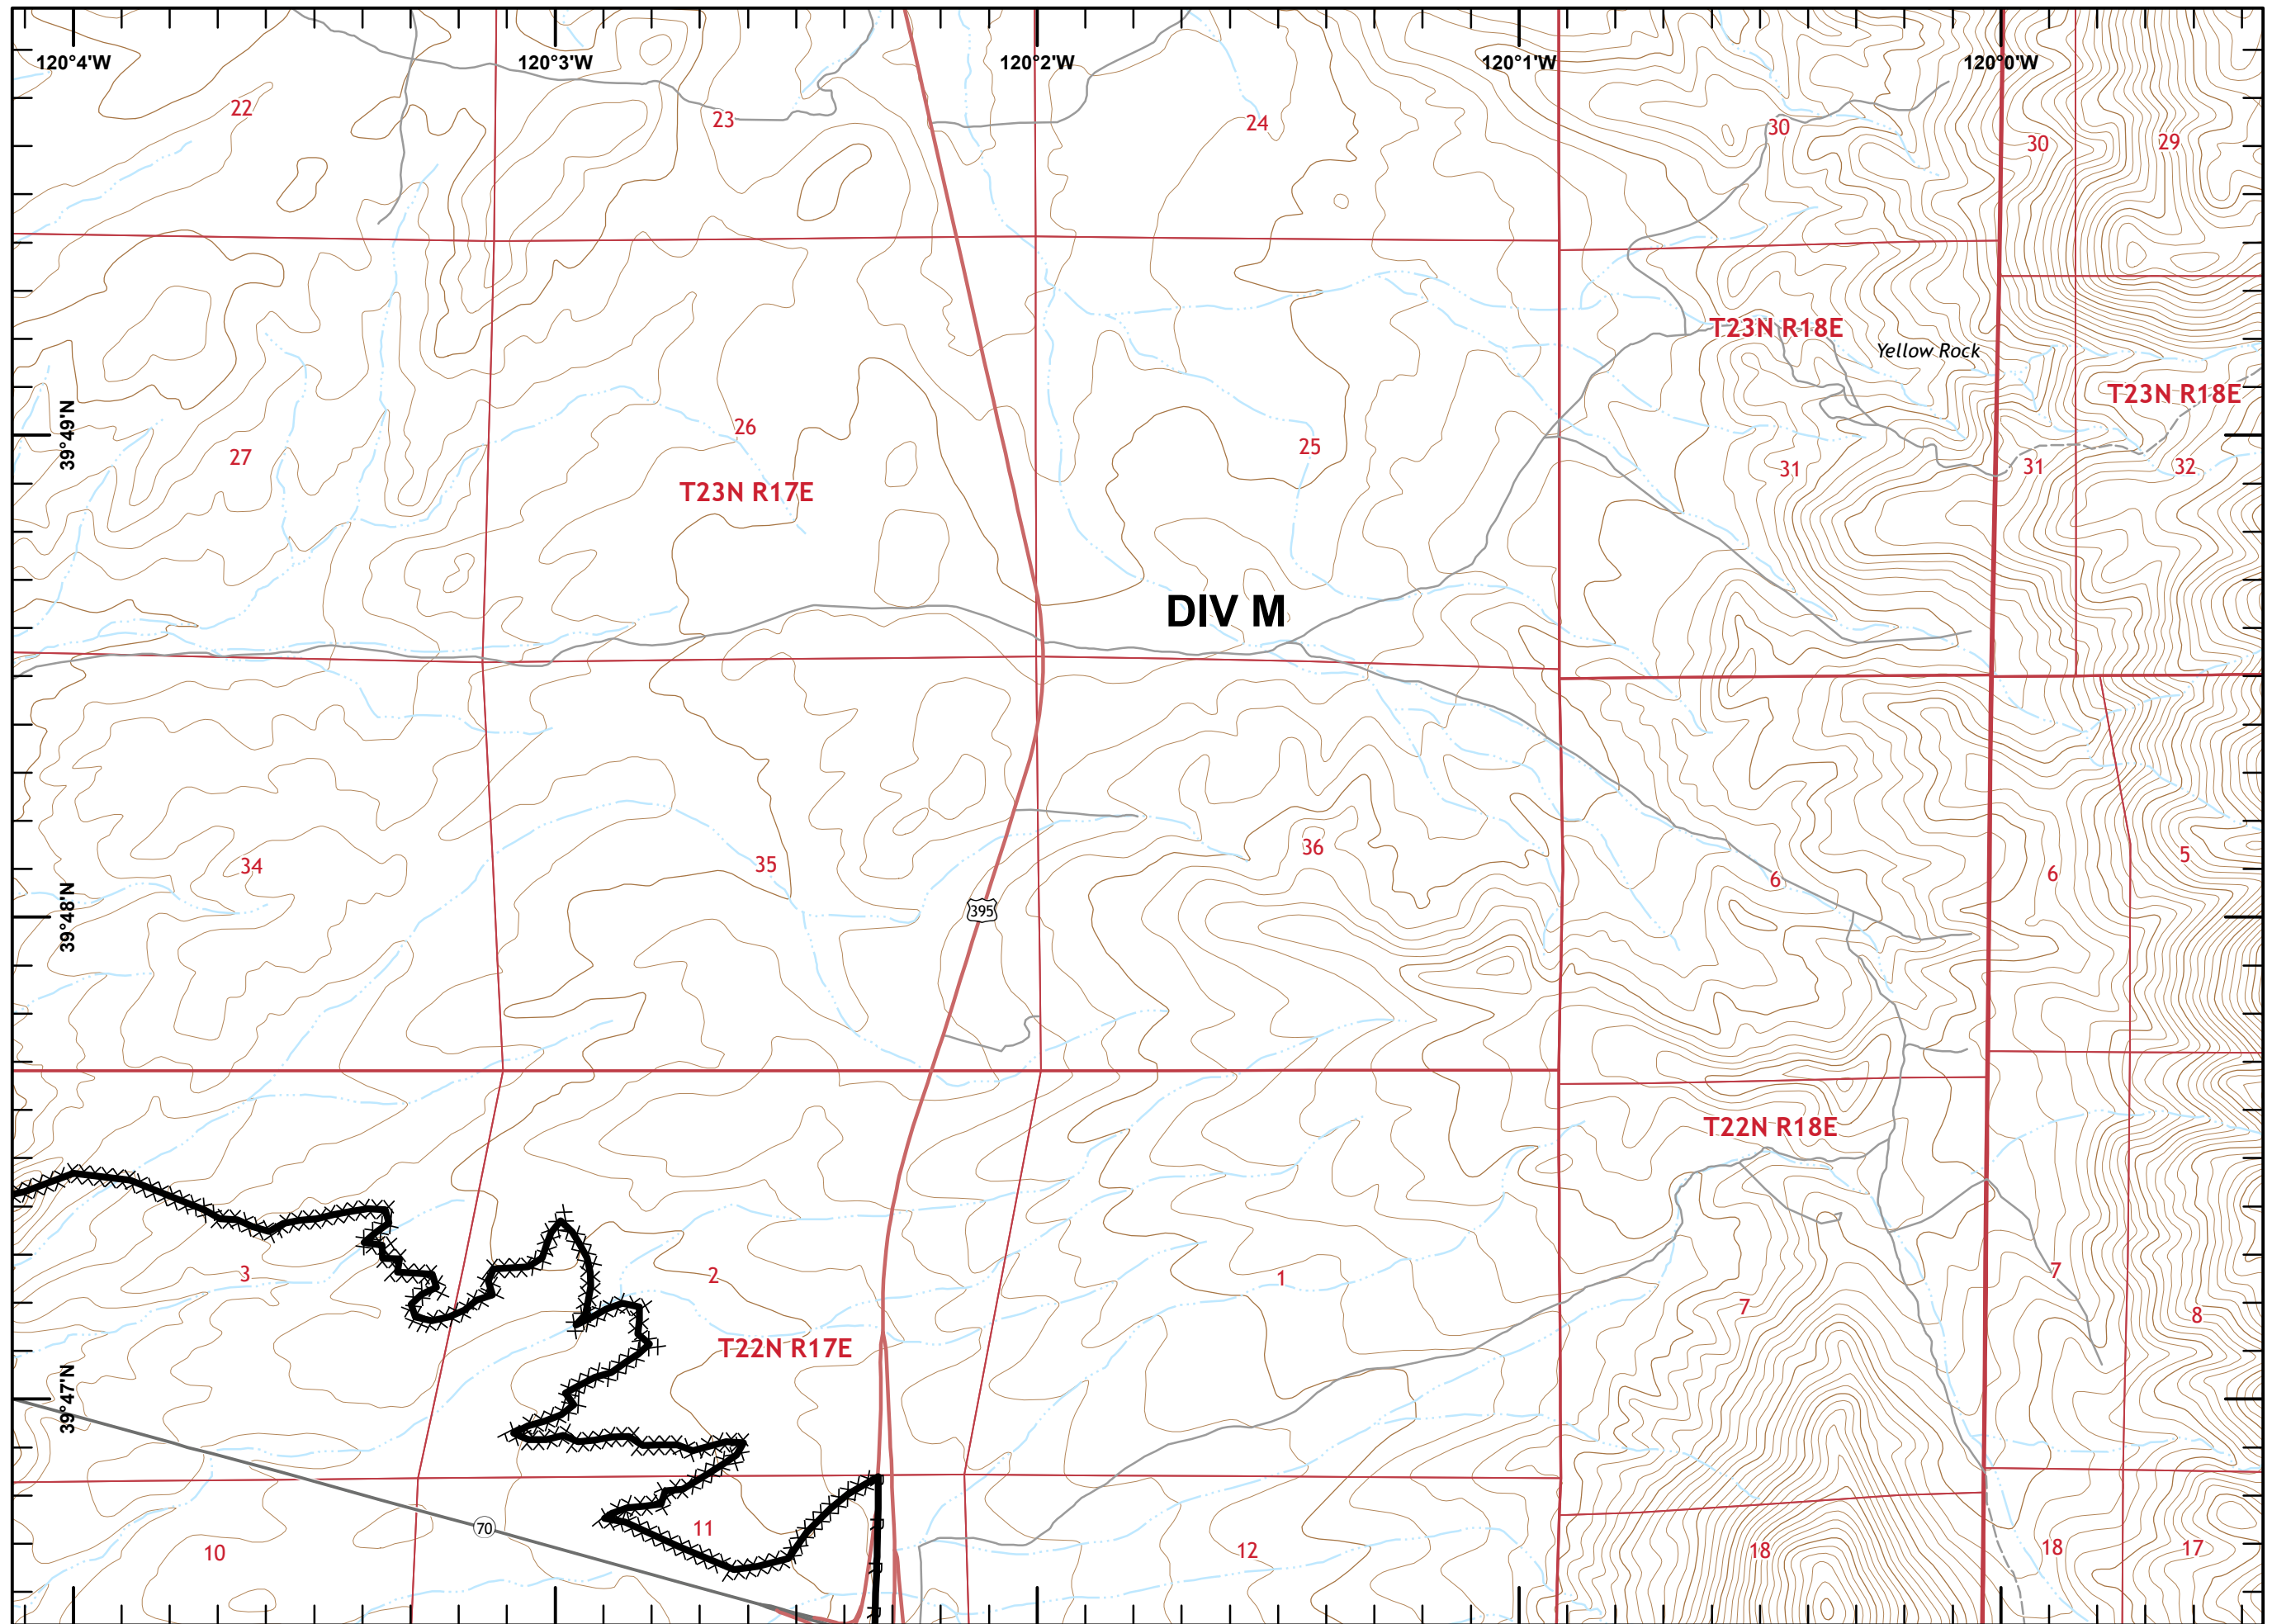 120°4'W
120°3'W
120°2'W
120°1'W
120°0'W
22
23
24
30
30
29
T23N R18E
Yellow Rock
T23N R18E
39°49'N
27
26
25
31
31
32
T23N R17E
DIV M
34
35
36
6
6
5
39°48'N
395
T22N R18E
3
2
1
7
7
8
T22N R17E
39°47'N
70
10
11
12
18
18
17
R
R
R